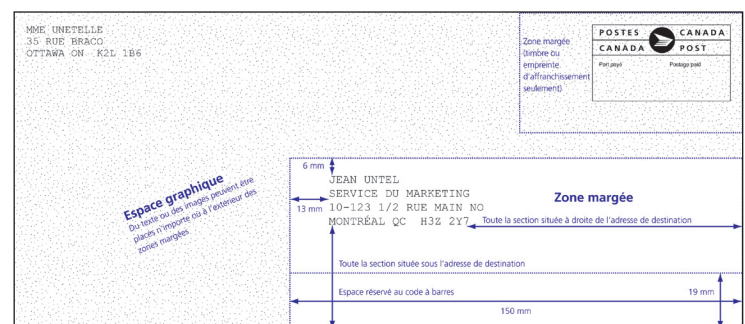 MME UNETELLE
35 RUE BRACO
OTTAWA ON K2L 1B6
Zone margée
(timbre ou
empreinte
d'affranchissement
seulement)
POSTES CANADA
CANADA POST
Port payé Postage paid
Espace graphique
Du texte ou des images peuvent être
placés n'importe où à l'extérieur des
zones margées
6 mm
13 mm
JEAN UNTEL
SERVICE DU MARKETING
10-123 1/2 RUE MAIN NO
MONTRÉAL QC H3Z 2Y7
Zone margée
Toute la section située à droite de l'adresse de destination
Toute la section située sous l'adresse de destination
Espace réservé au code à barres
19 mm
150 mm